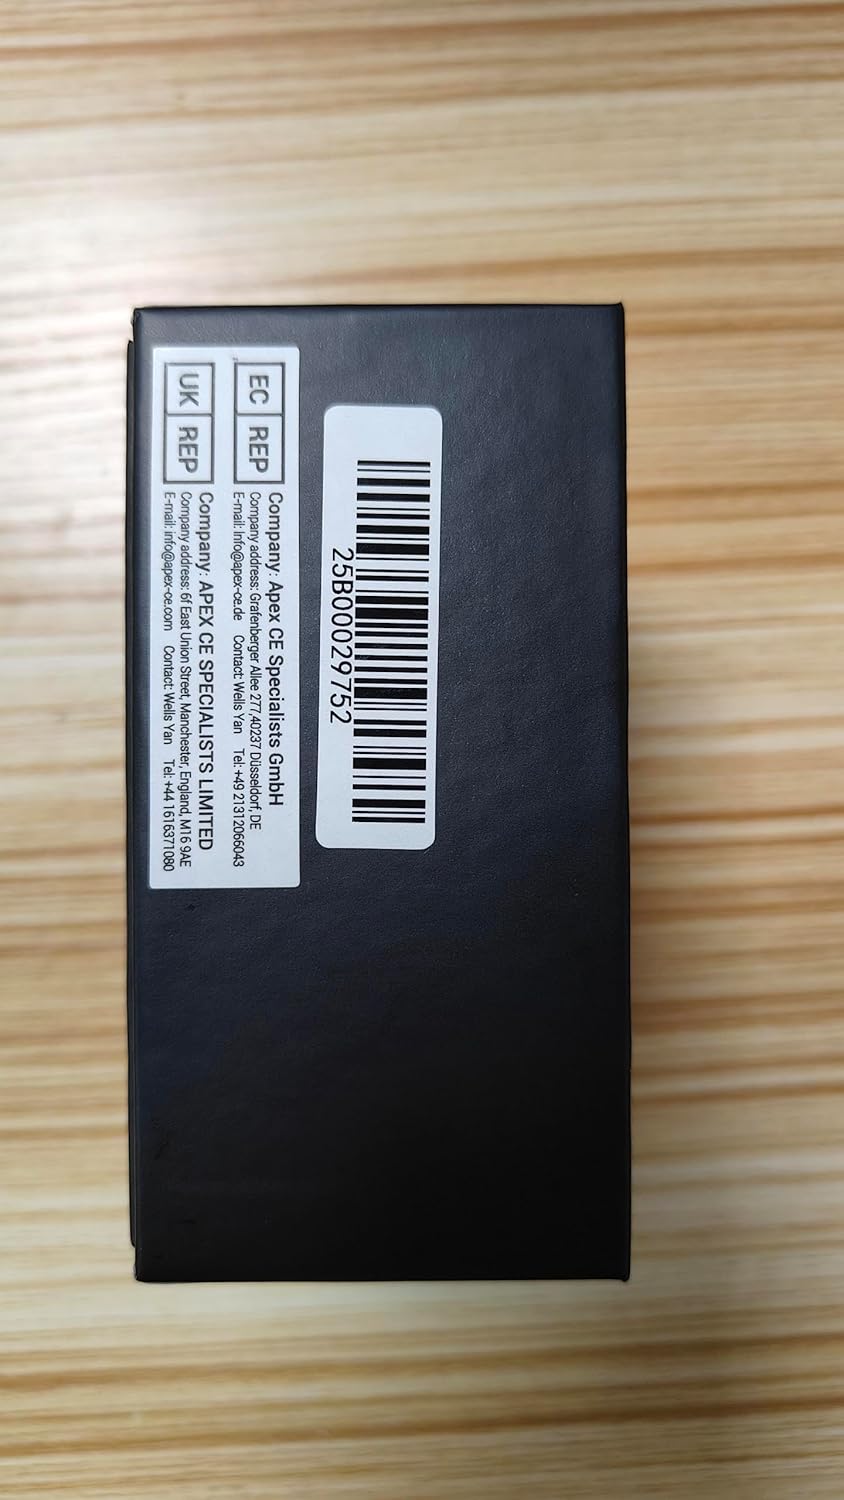 25B00029752
EC REP
Company: Apex CE Specialists GmbH
Company address: Grafenberger Allee 277,40237 Düsseldorf, DE
E-mail: Info@apex-ce.de Contact: Wells Yan Tel:+49 21312066043
UK REP
Company: APEX CE SPECIALISTS LIMITED
Company address: 6f East Union Street, Manchester, England, M16 9AE
E-mail: info@apex-ce.com Contact: Wells Yan Tel: +44 1616371080